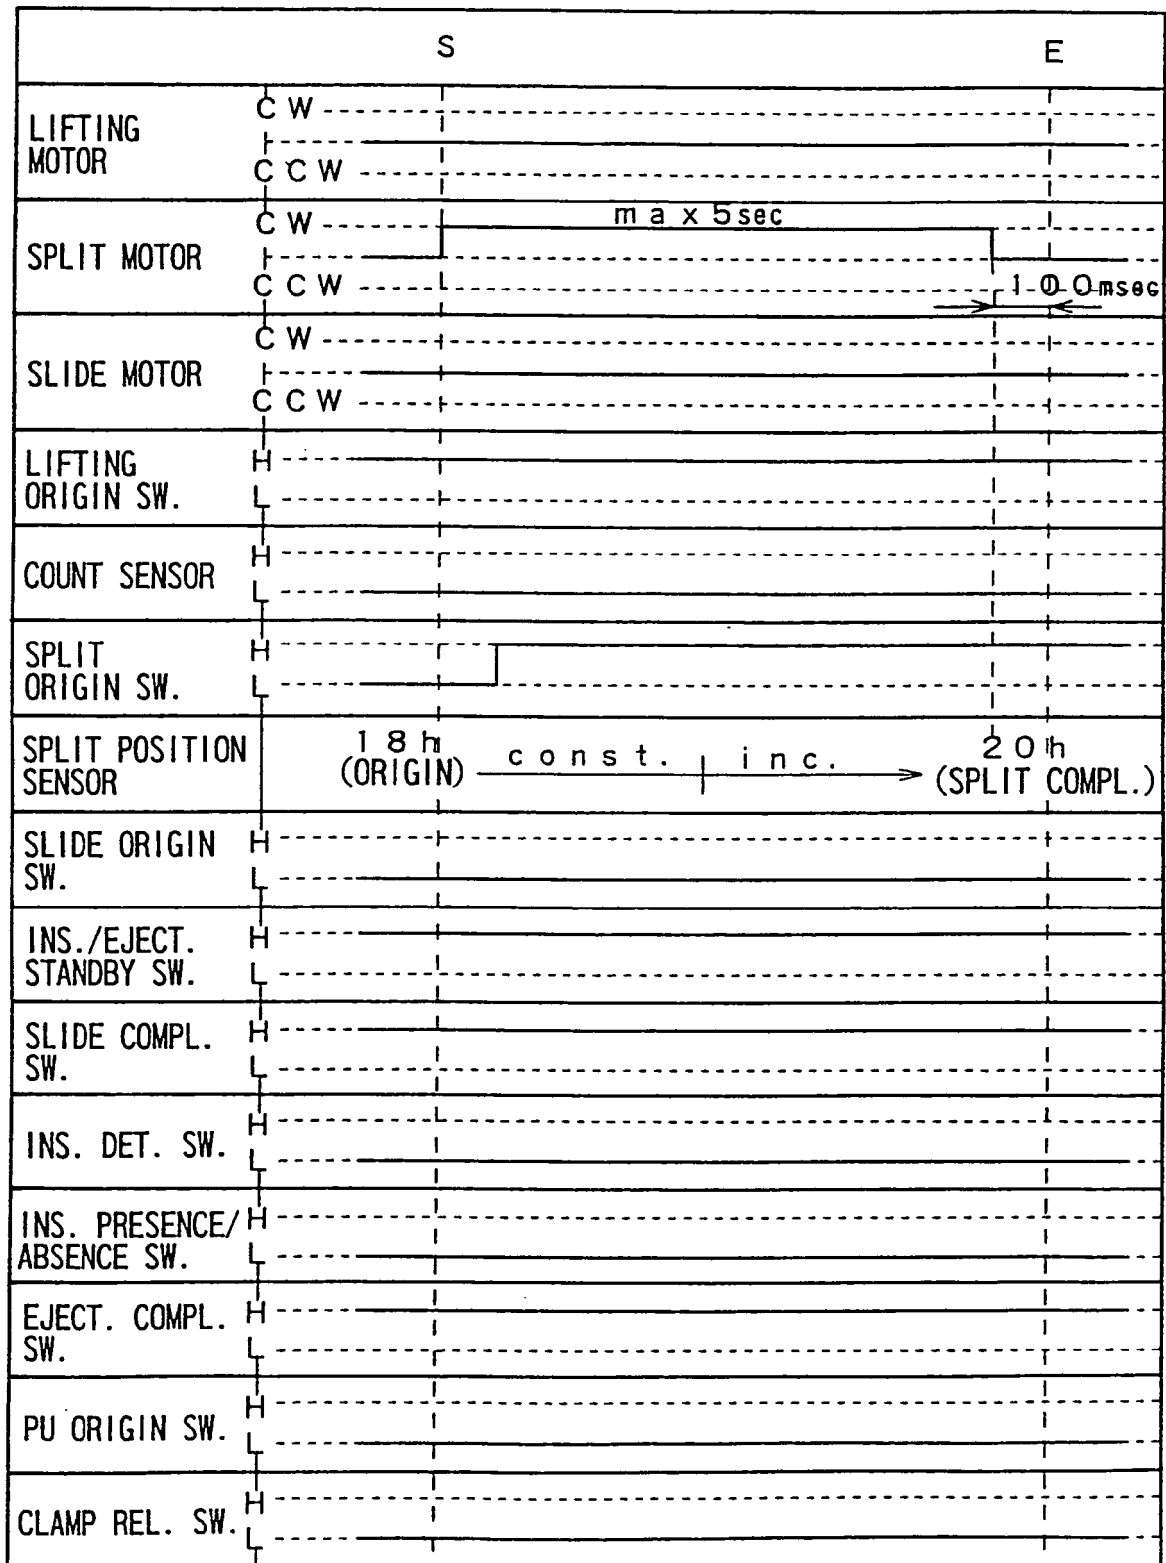 S E
CW
LIFTING
MOTOR
CCW
CW
max 5sec
SPLIT MOTOR
CCW
100msec
CW
SLIDE MOTOR
CCW
LIFTING H
ORIGIN SW. L
H
COUNT SENSOR
L
SPLIT H
ORIGIN SW. L
SPLIT POSITION 18h const. inc. 20h
SENSOR (ORIGIN) (SPLIT COMPL.)
SLIDE ORIGIN H
SW. L
INS./EJECT. H
STANDBY SW. L
SLIDE COMPL. H
SW. L
H
INS. DET. SW.
L
INS. PRESENCE/ H
ABSENCE SW. L
EJECT. COMPL. H
SW. L
H
PU ORIGIN SW.
L
H
CLAMP REL. SW.
L